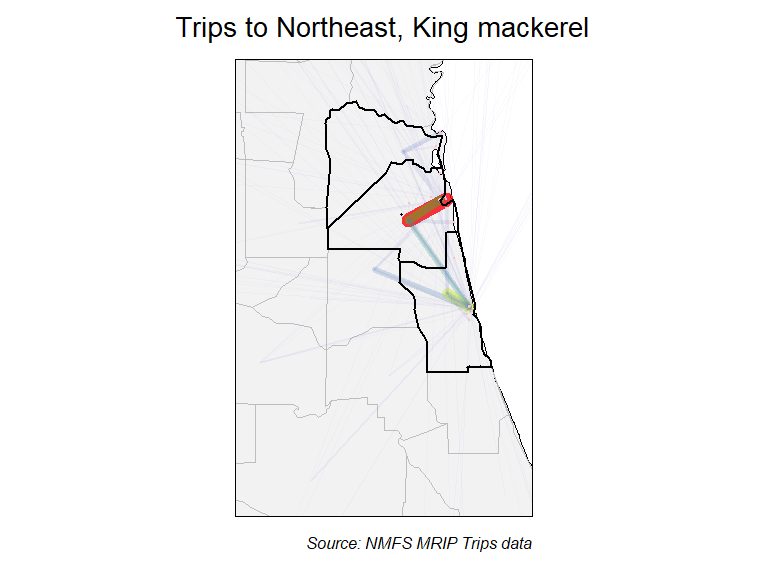 Trips to Northeast, King mackerel
Source: NMFS MRIP Trips data